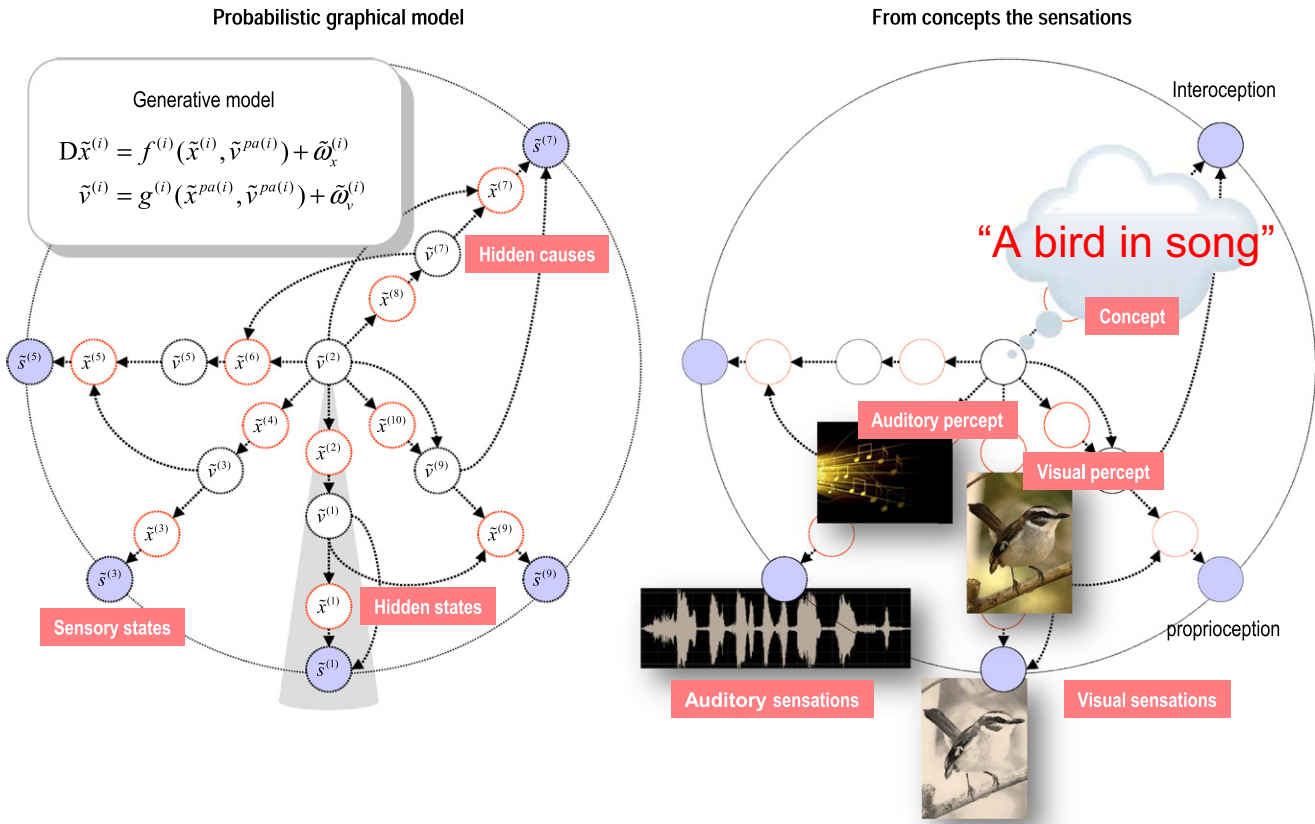 Probabilistic graphical model
Generative model
Dx̃⁽ⁱ⁾ = f⁽ⁱ⁾(x̃⁽ⁱ⁾, ṽᵖᵃ⁽ⁱ⁾) + ω̃ₓ⁽ⁱ⁾
ṽ⁽ⁱ⁾ = g⁽ⁱ⁾(x̃ᵖᵃ⁽ⁱ⁾, ṽᵖᵃ⁽ⁱ⁾) + ω̃ᵥ⁽ⁱ⁾
s̃⁽⁷⁾
x̃⁽⁷⁾
ṽ⁽⁷⁾
Hidden causes
x̃⁽⁸⁾
s̃⁽⁵⁾ x̃⁽⁵⁾ ṽ⁽⁵⁾ x̃⁽⁶⁾ ṽ⁽²⁾
x̃⁽⁴⁾ x̃⁽²⁾ x̃⁽¹⁰⁾
ṽ⁽³⁾ ṽ⁽⁹⁾
ṽ⁽¹⁾
x̃⁽³⁾ x̃⁽⁹⁾
s̃⁽³⁾ x̃⁽¹⁾ s̃⁽⁹⁾
Hidden states
Sensory states
s̃⁽¹⁾
From concepts the sensations
Interoception
“A bird in song”
Concept
Auditory percept
Visual percept
proprioception
Auditory sensations
Visual sensations